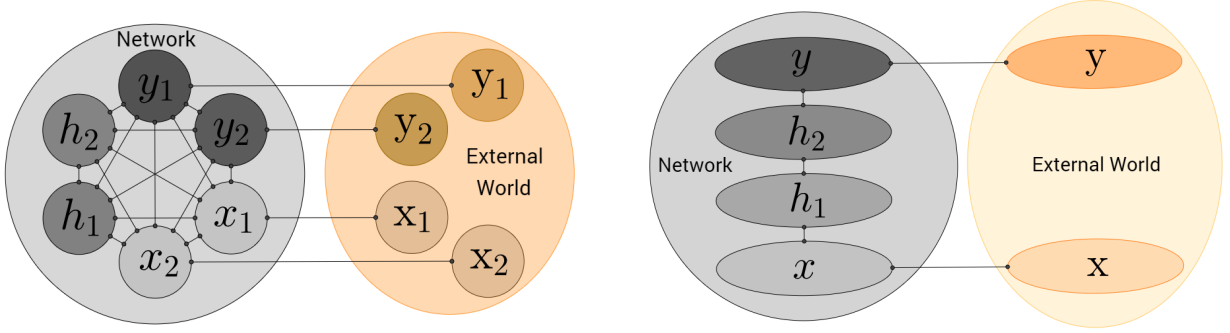 Network
y₁
y₁
h₂
y₂
y₂
External
World
h₁
x₁
x₁
x₂
x₂
y
y
h₂
Network
External World
h₁
x
x